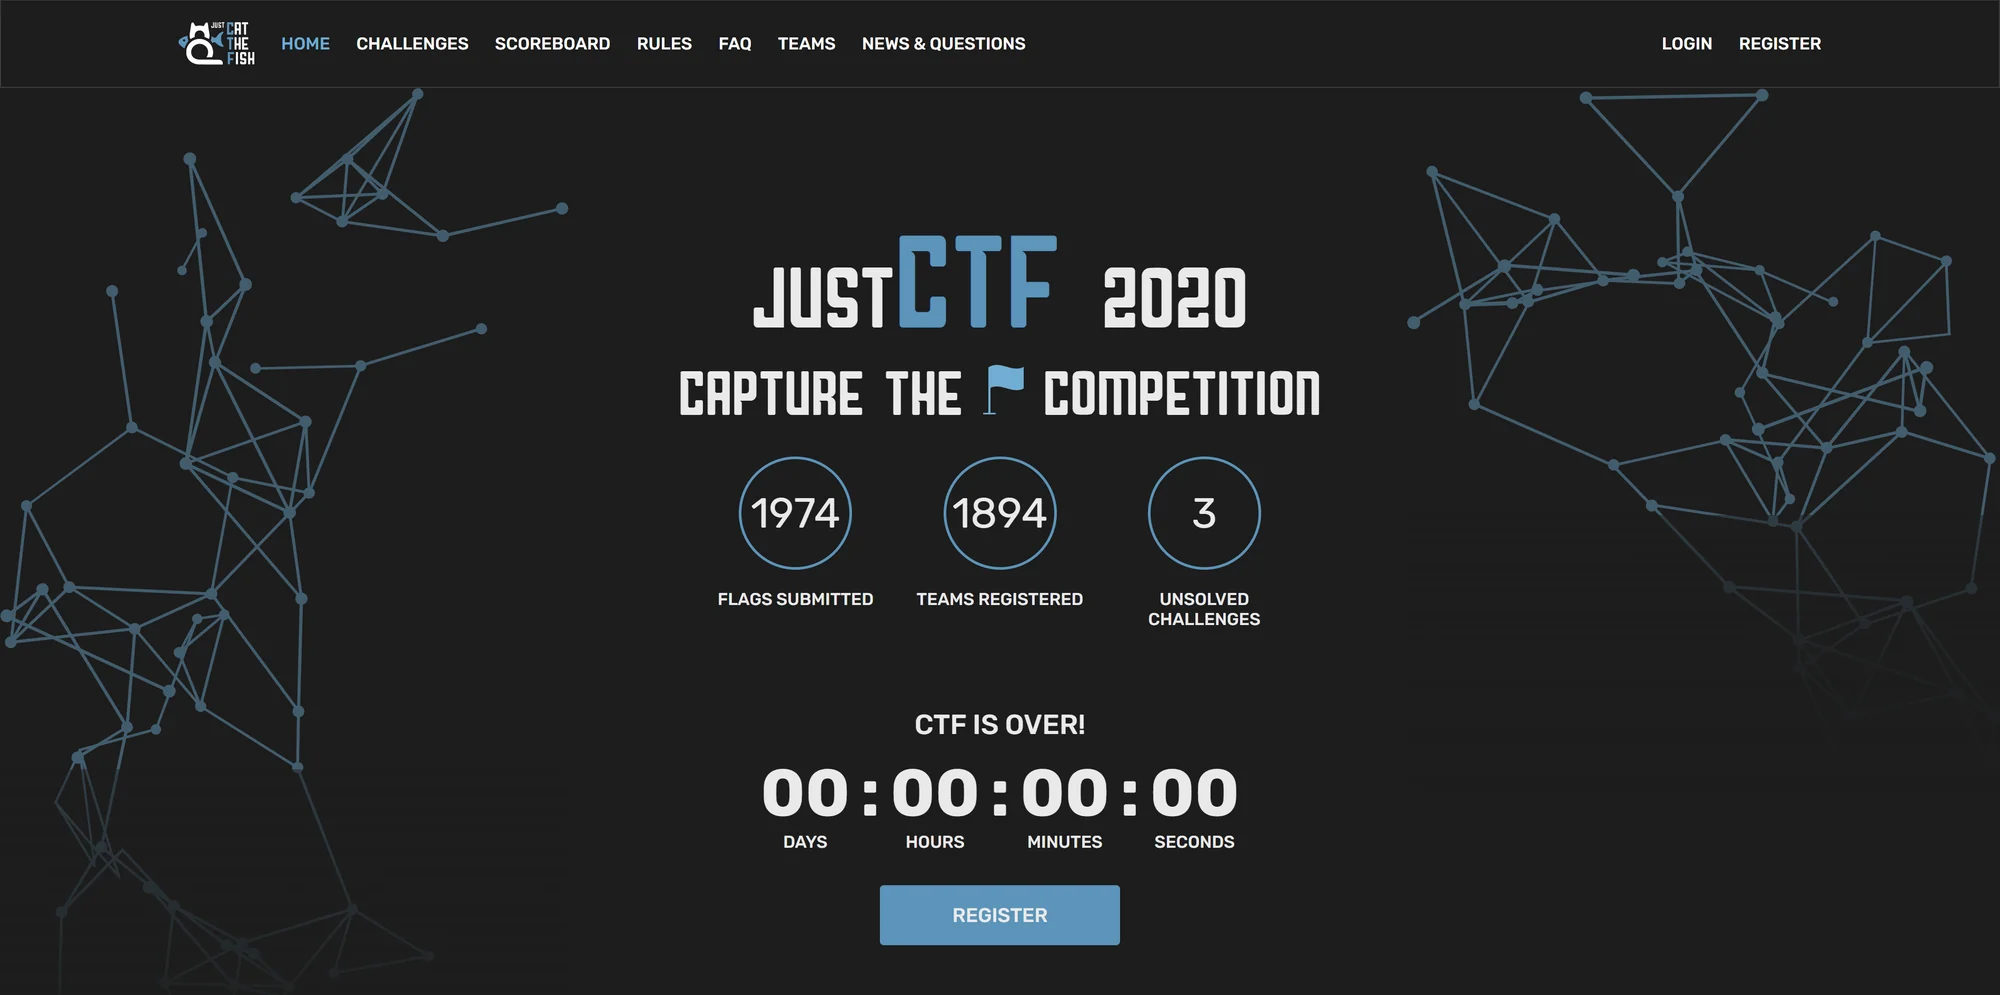 JUST CAT
THE
FISH
HOME CHALLENGES SCOREBOARD RULES FAQ TEAMS NEWS & QUESTIONS LOGIN REGISTER
JUSTCTF 2020
CAPTURE THE COMPETITION
1974 1894 3
FLAGS SUBMITTED TEAMS REGISTERED UNSOLVED
CHALLENGES
CTF IS OVER!
00 : 00 : 00 : 00
DAYS HOURS MINUTES SECONDS
REGISTER